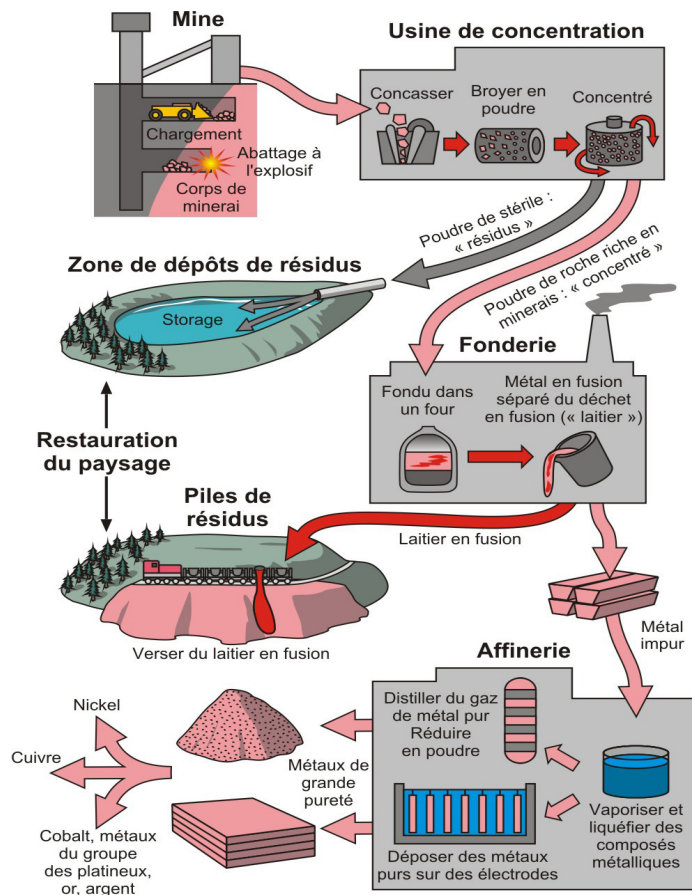 Mine
Chargement
Abattage à
l'explosif
Corps de
minerai
Usine de concentration
Concasser
Broyer en
poudre
Concentré
Poudre de stérile :
« résidus »
Poudre de roche riche en
minerais : « concentré »
Zone de dépôts de résidus
Storage
Restauration
du paysage
Fonderie
Fondu dans
un four
Métal en fusion
séparé du déchet
en fusion (« laitier »)
Piles de
résidus
Laitier en fusion
Verser du laitier en fusion
Métal
impur
Affinerie
Distiller du gaz
de métal pur
Réduire
en poudre
Vaporiser et
liquéfier des
composés
métalliques
Déposer des métaux
purs sur des électrodes
Métaux de
grande
pureté
Nickel
Cuivre
Cobalt, métaux
du groupe
des platineux,
or, argent